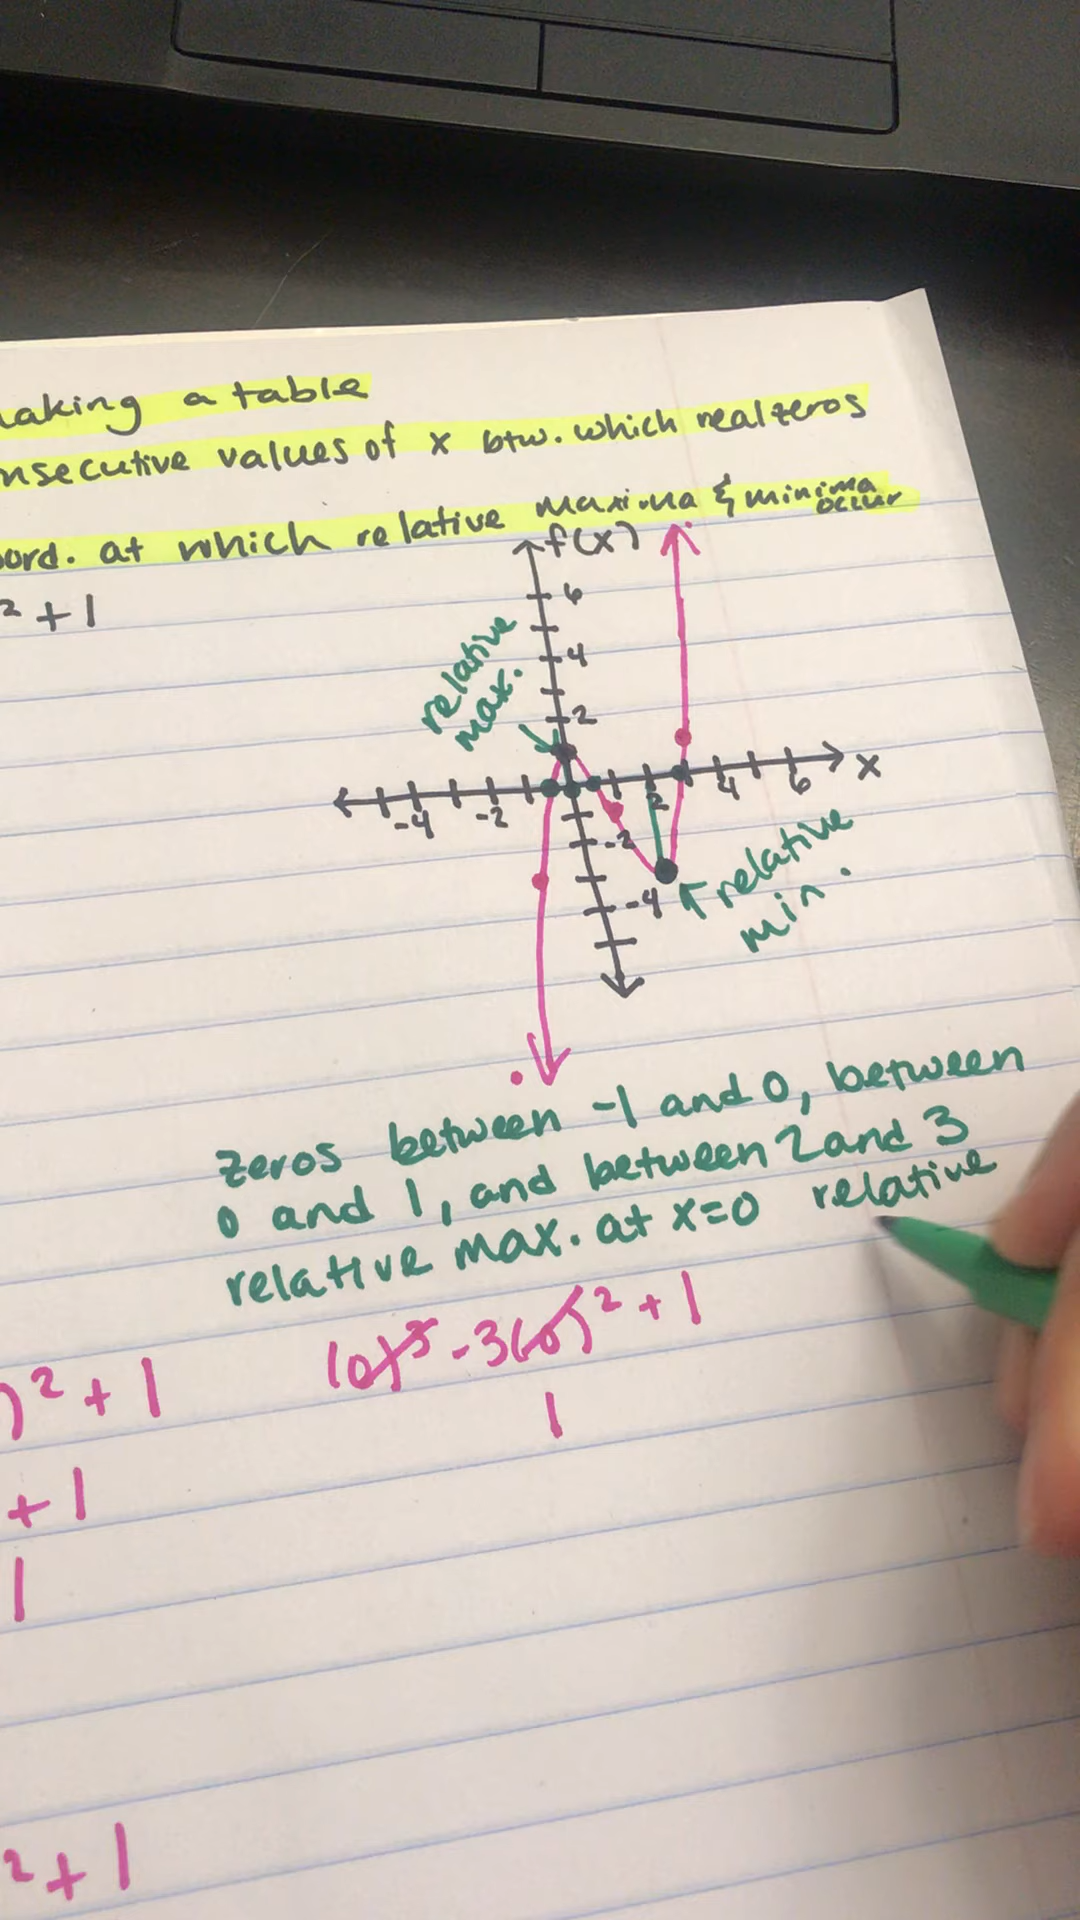 making a table
nsecutive values of x btw. which real zeros
ord. at which relative maxima & minima occur
² + 1
f(x)
6
4
2
relative max.
-4
-2
2
4
6
x
-2
-4
relative min.
zeros between -1 and 0, between
0 and 1, and between 2 and 3
relative max. at x=0 relative
(0)³ - 3(0)² + 1
1
)² + 1
+ 1
1
² + 1